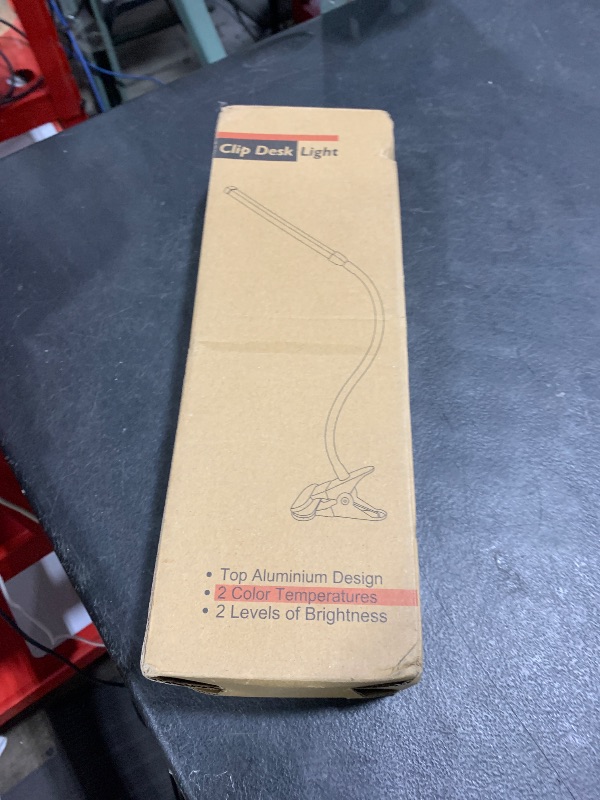 Clip Desk Light
• Top Aluminium Design
• 2 Color Temperatures
• 2 Levels of Brightness